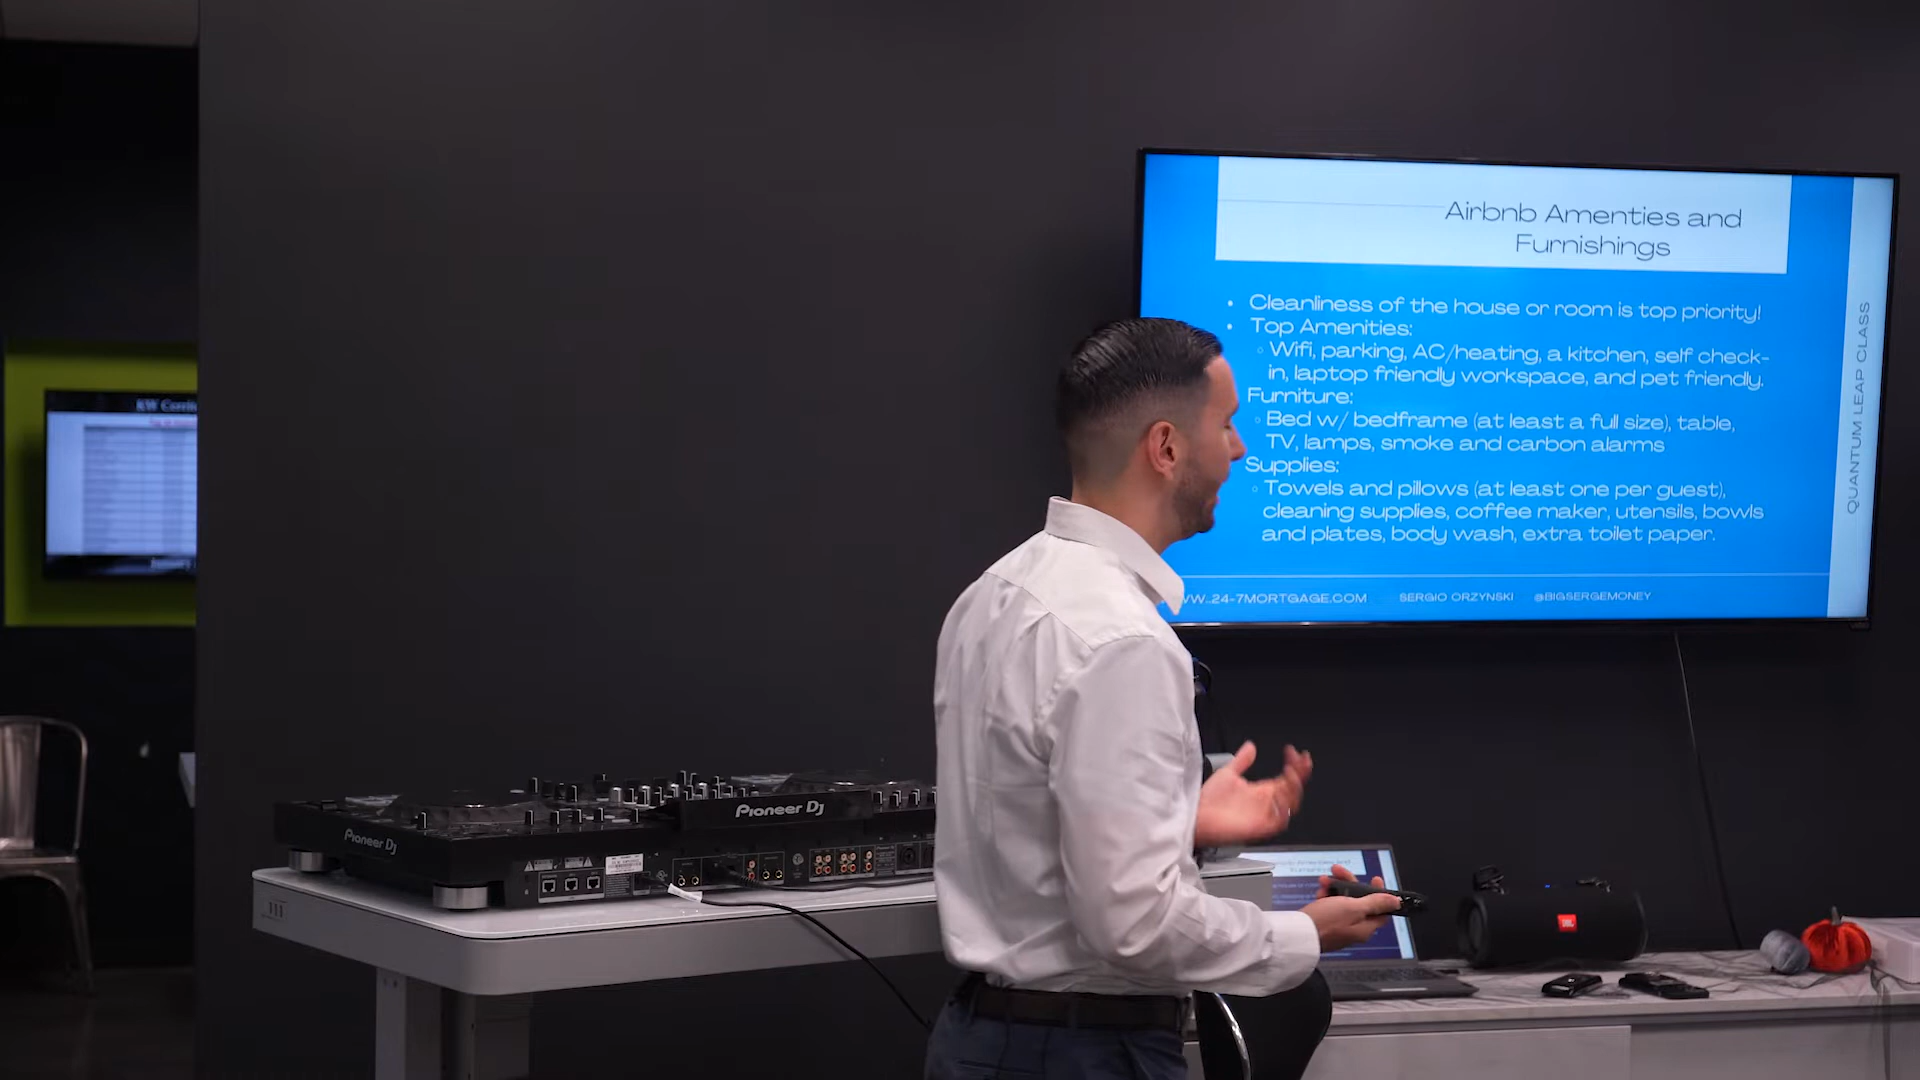 Airbnb Amenties and
Furnishings
• Cleanliness of the house or room is top priority!
• Top Amenities:
◦ Wifi, parking, AC/heating, a kitchen, self check-
in, laptop friendly workspace, and pet friendly.
Furniture:
◦ Bed w/ bedframe (at least a full size), table,
TV, lamps, smoke and carbon alarms
Supplies:
◦ Towels and pillows (at least one per guest),
cleaning supplies, coffee maker, utensils, bowls
and plates, body wash, extra toilet paper.
WW.24-7MORTGAGE.COM SERGIO ORZYNSKI @BIGSERGEMONEY
QUANTUM LEAP CLASS
Pioneer Dj
Pioneer Dj
JBL